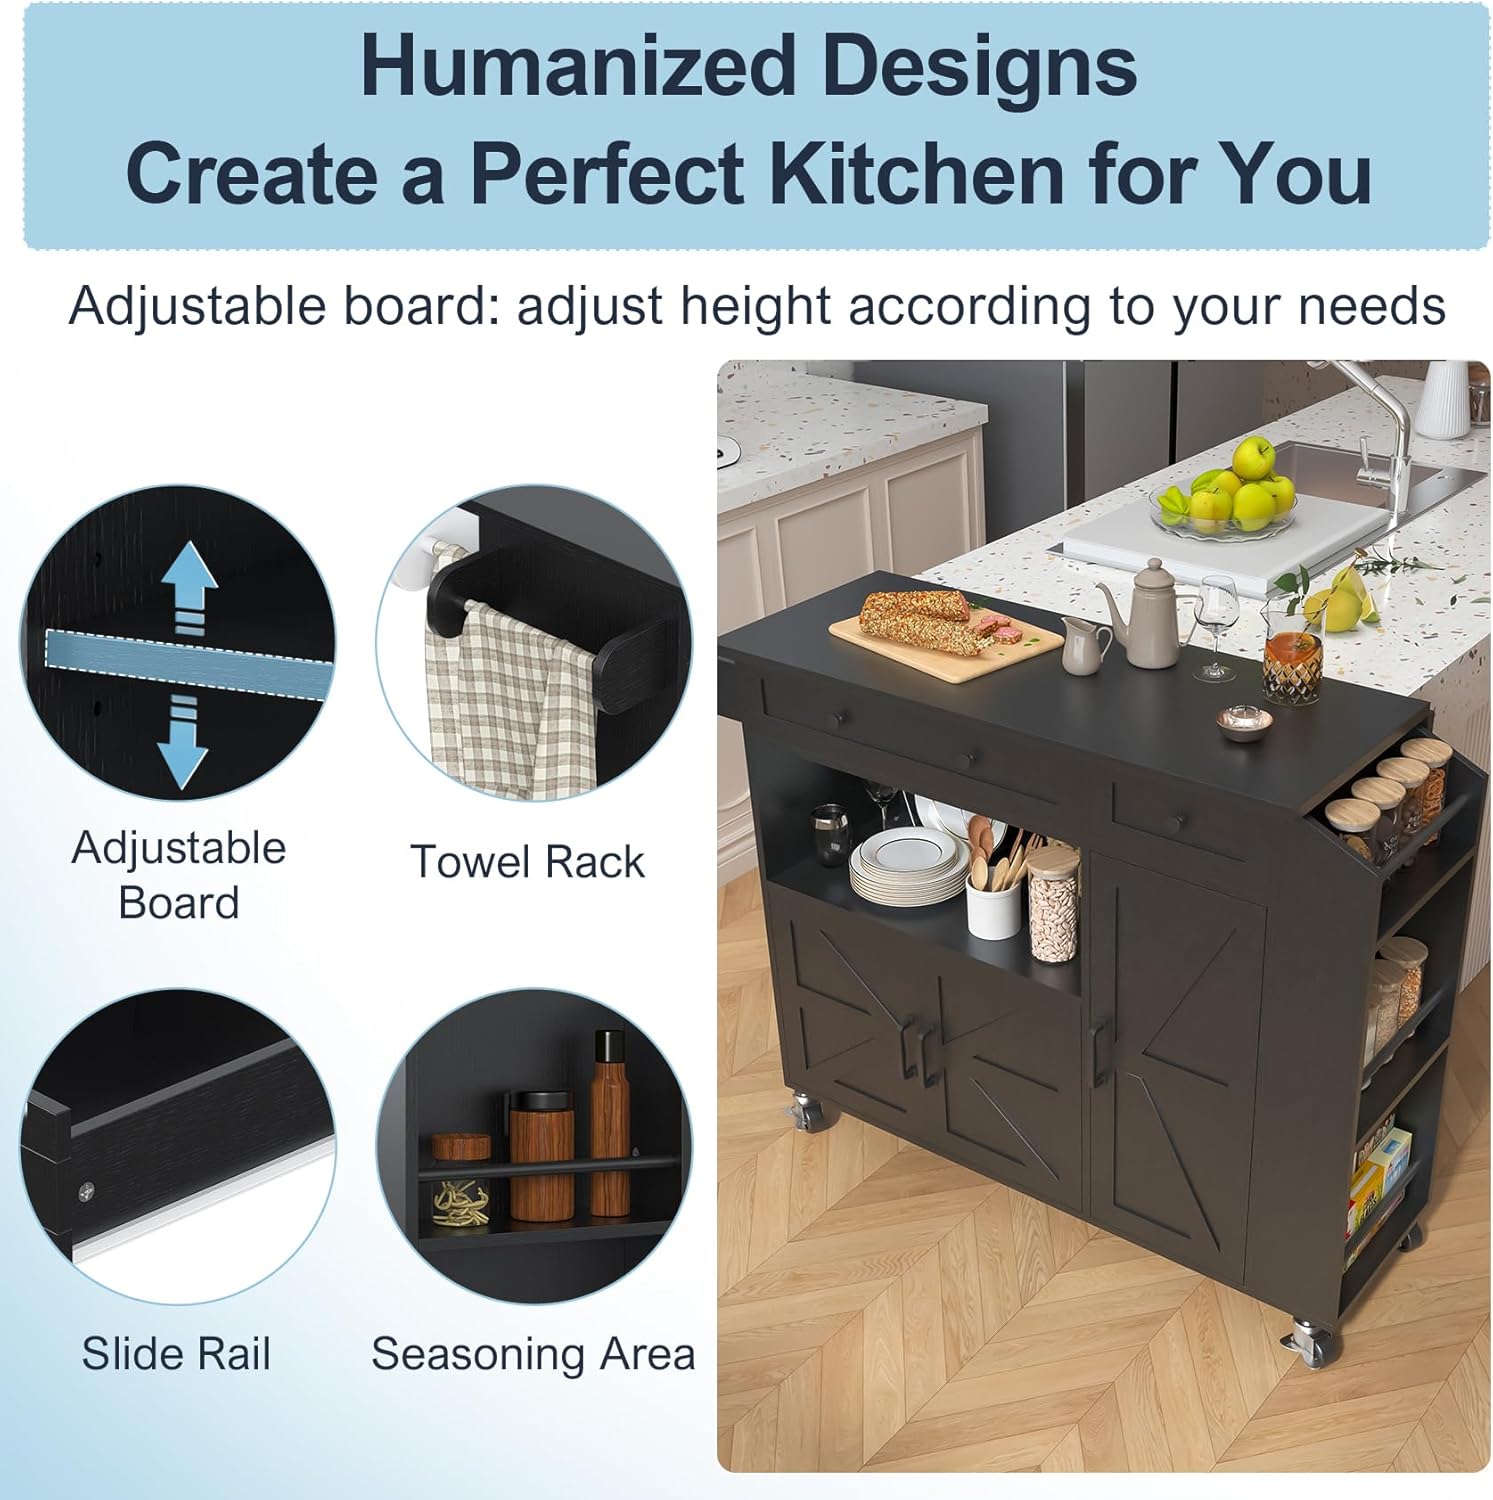 Humanized Designs
Create a Perfect Kitchen for You
Adjustable board: adjust height according to your needs
Adjustable
Board
Towel Rack
Slide Rail
Seasoning Area